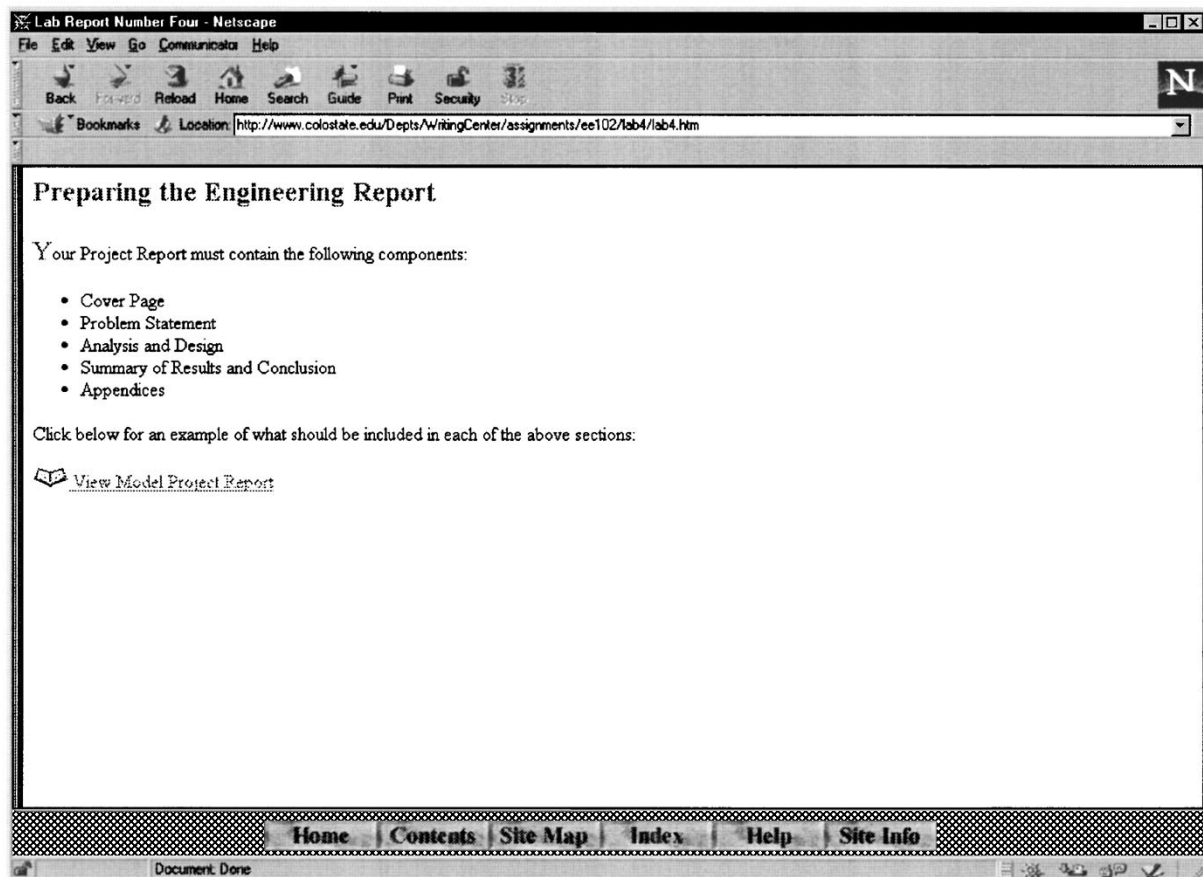 Lab Report Number Four - Netscape
File Edit View Go Communicator Help
Back Forward Reload Home Search Guide Print Security Stop
N
Bookmarks Location: http://www.colostate.edu/Depts/WritingCenter/assignments/ee102/lab4/lab4.htm
Preparing the Engineering Report
Your Project Report must contain the following components:
• Cover Page
• Problem Statement
• Analysis and Design
• Summary of Results and Conclusion
• Appendices
Click below for an example of what should be included in each of the above sections:
View Model Project Report
Home Contents Site Map Index Help Site Info
Document: Done